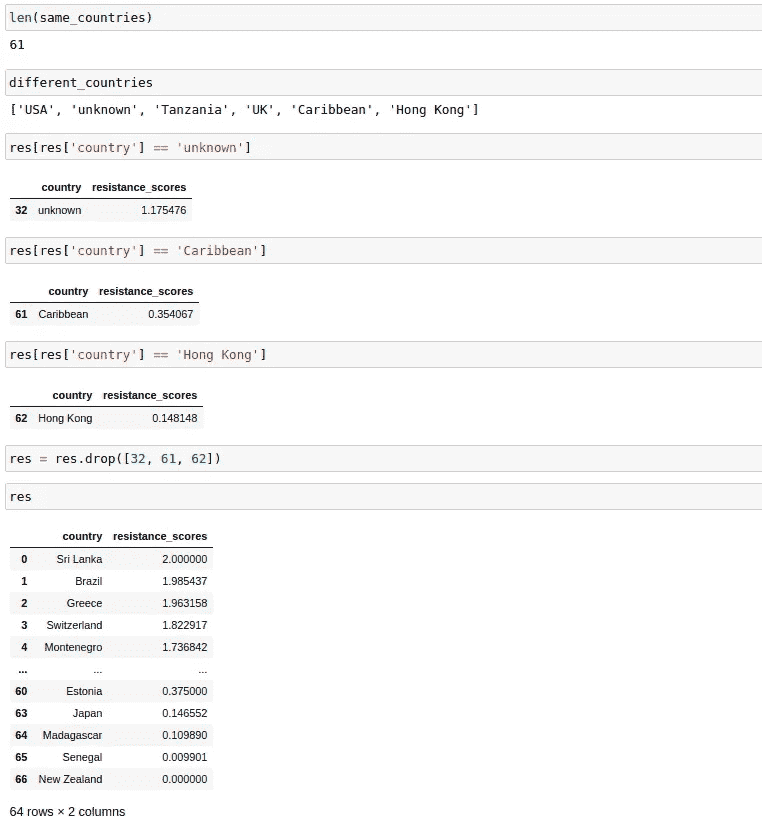 len(same_countries)
61
different_countries
['USA', 'unknown', 'Tanzania', 'UK', 'Caribbean', 'Hong Kong']
res[res['country'] == 'unknown']
country resistance_scores
32 unknown 1.175476
res[res['country'] == 'Caribbean']
country resistance_scores
61 Caribbean 0.354067
res[res['country'] == 'Hong Kong']
country resistance_scores
62 Hong Kong 0.148148
res = res.drop([32, 61, 62])
res
country resistance_scores
0 Sri Lanka 2.000000
1 Brazil 1.985437
2 Greece 1.963158
3 Switzerland 1.822917
4 Montenegro 1.736842
... ... ...
60 Estonia 0.375000
63 Japan 0.146552
64 Madagascar 0.109890
65 Senegal 0.009901
66 New Zealand 0.000000
64 rows × 2 columns